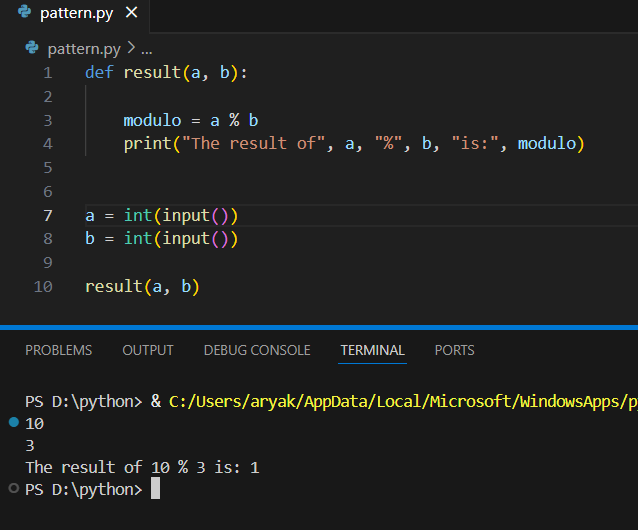 pattern.py ×
pattern.py > ...
1 def result(a, b):
2
3 modulo = a % b
4 print("The result of", a, "%", b, "is:", modulo)
5
6
7 a = int(input())
8 b = int(input())
9
10 result(a, b)
PROBLEMS OUTPUT DEBUG CONSOLE TERMINAL PORTS
PS D:\python> & C:/Users/aryak/AppData/Local/Microsoft/WindowsApps/p
10
3
The result of 10 % 3 is: 1
PS D:\python>